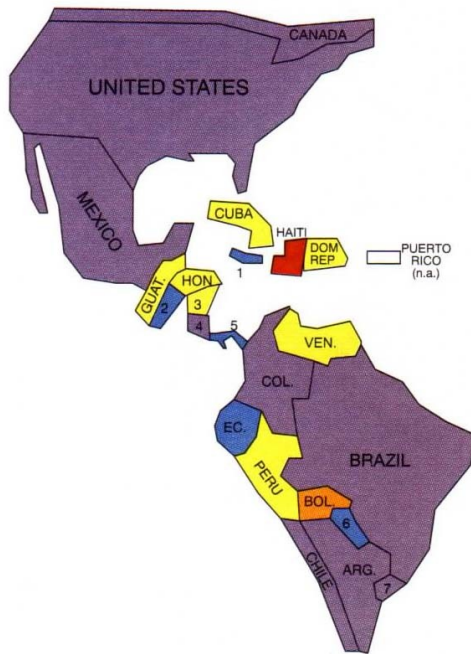 CANADA
UNITED STATES
MEXICO
CUBA
HAITI
DOM
REP
PUERTO
RICO
(n.a.)
1
GUAT.
HON.
2
3
4
5
VEN.
COL.
EC.
PERU
BRAZIL
BOL.
6
CHILE
ARG.
7